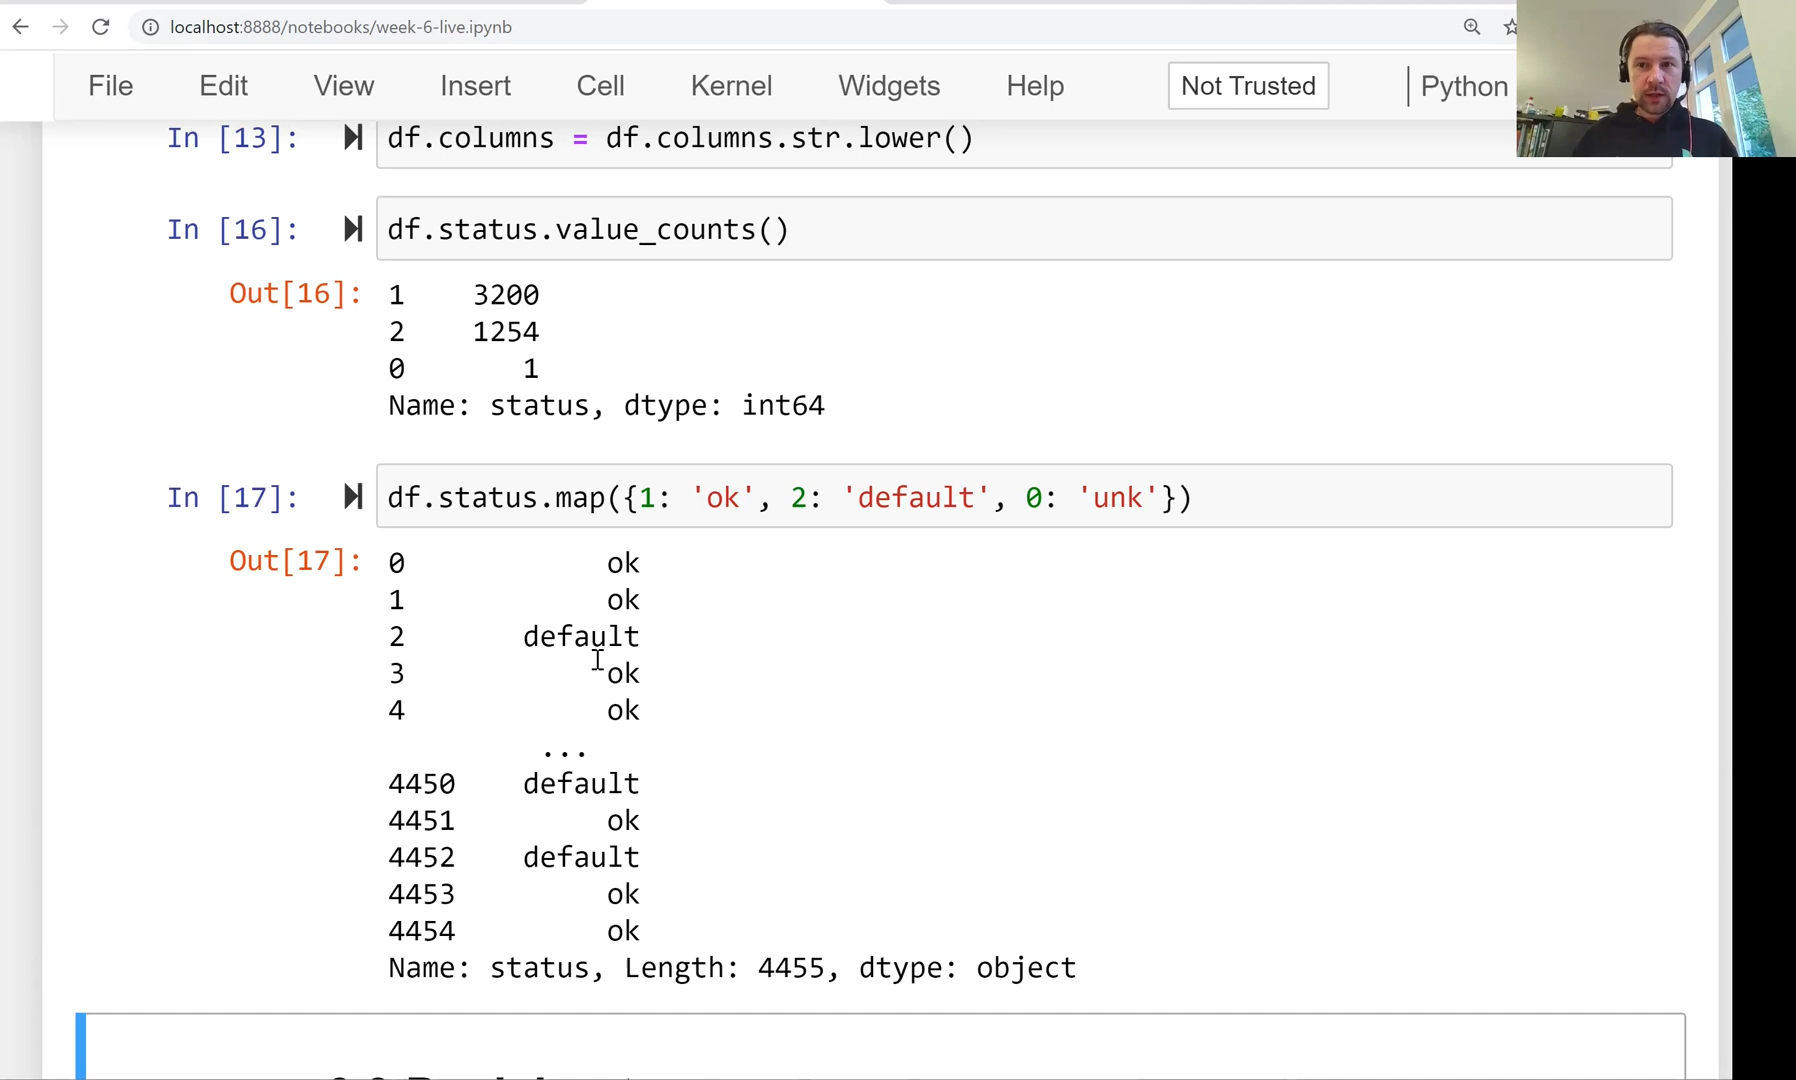 localhost:8888/notebooks/week-6-live.ipynb
File Edit View Insert Cell Kernel Widgets Help Not Trusted Python
In [13]: df.columns = df.columns.str.lower()
In [16]: df.status.value_counts()
Out[16]: 1 3200
2 1254
0 1
Name: status, dtype: int64
In [17]: df.status.map({1: 'ok', 2: 'default', 0: 'unk'})
Out[17]: 0 ok
1 ok
2 default
3 ok
4 ok
...
4450 default
4451 ok
4452 default
4453 ok
4454 ok
Name: status, Length: 4455, dtype: object